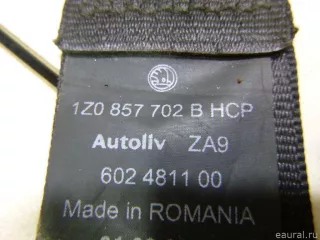 1Z0 857 702 B HCP
Autoliv ZA9
602 4811 00
Made in ROMANIA
eaural.ru